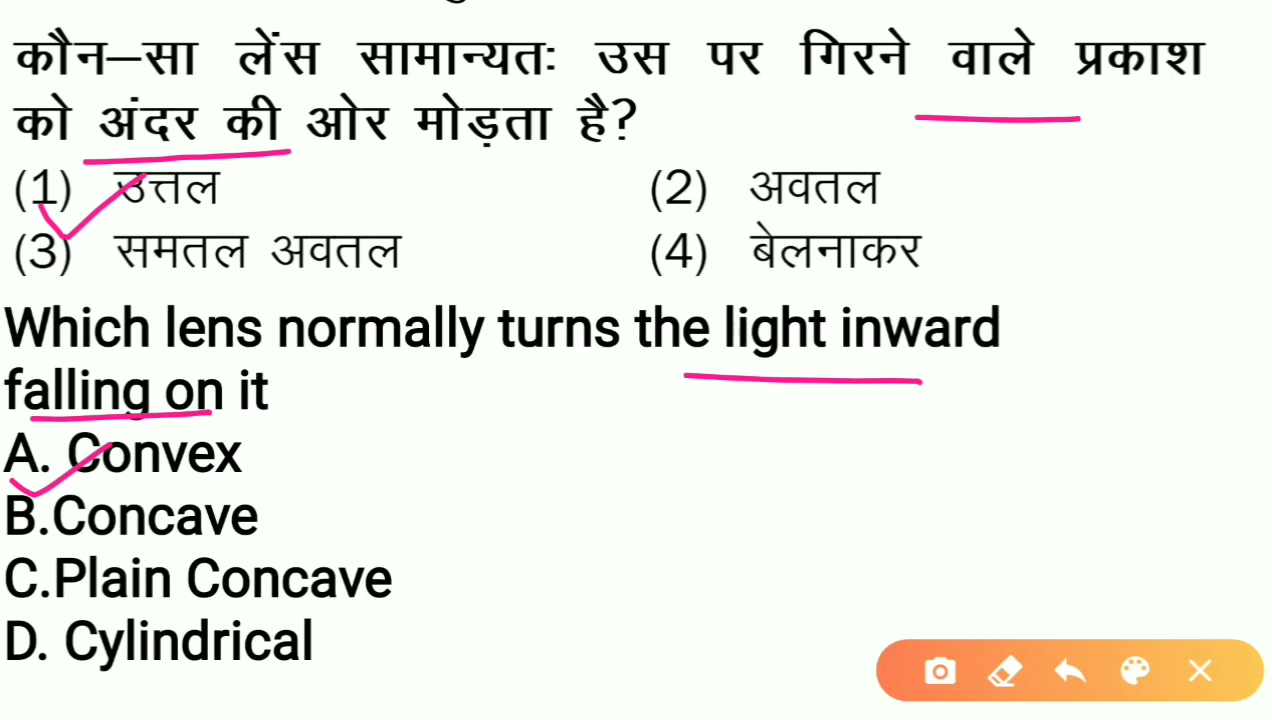 कौन–सा लेंस सामान्यतः उस पर गिरने वाले प्रकाश
को अंदर की ओर मोड़ता है?
(1) उत्तल (2) अवतल
(3) समतल अवतल (4) बेलनाकर
Which lens normally turns the light inward
falling on it
A. Convex
B.Concave
C.Plain Concave
D. Cylindrical